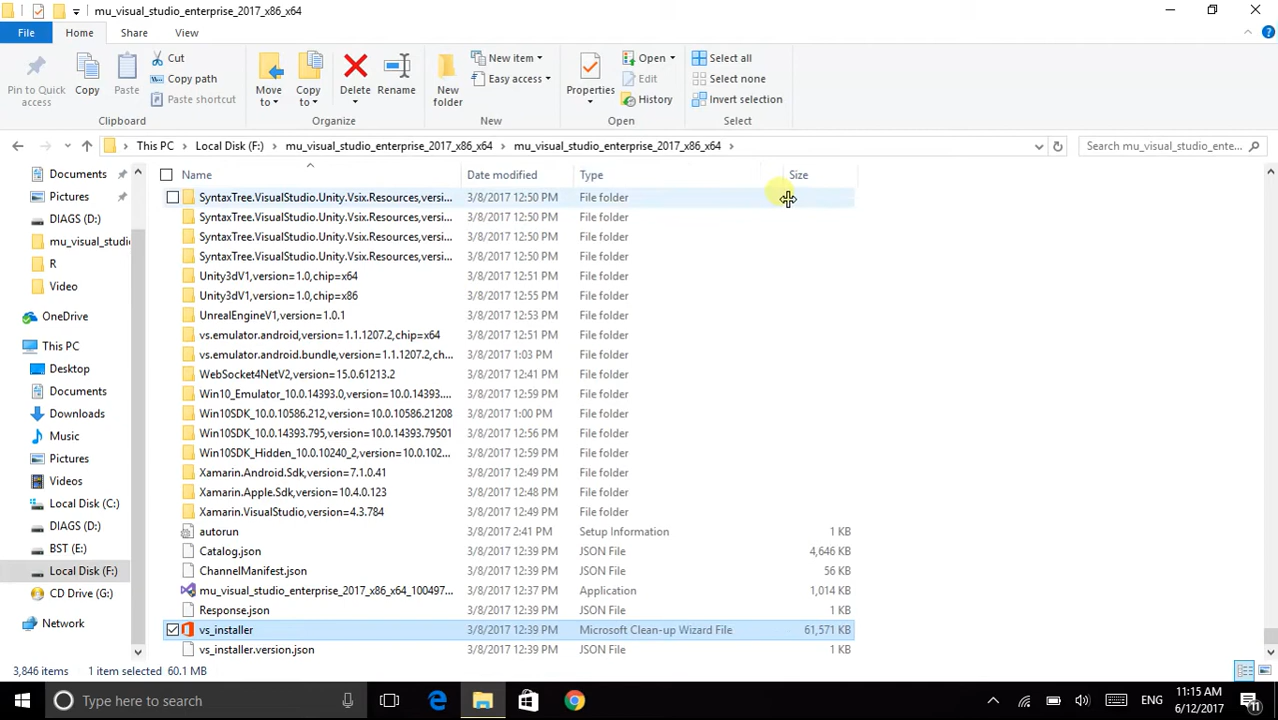 mu_visual_studio_enterprise_2017_x86_x64
File Home Share View
Pin to Quick access
Copy
Paste
Cut
Copy path
Paste shortcut
Clipboard
Move to
Copy to
Delete
Rename
Organize
New folder
New item
Easy access
New
Properties
Open
Edit
History
Open
Select all
Select none
Invert selection
Select
This PC > Local Disk (F:) > mu_visual_studio_enterprise_2017_x86_x64 > mu_visual_studio_enterprise_2017_x86_x64 >
Search mu_visual_studio_ente...
Documents
Pictures
DIAGS (D:)
mu_visual_studi
R
Video
OneDrive
This PC
Desktop
Documents
Downloads
Music
Pictures
Videos
Local Disk (C:)
DIAGS (D:)
BST (E:)
Local Disk (F:)
CD Drive (G:)
Network
Name Date modified Type Size
SyntaxTree.VisualStudio.Unity.Vsix.Resources,versi... 3/8/2017 12:50 PM File folder
SyntaxTree.VisualStudio.Unity.Vsix.Resources,versi... 3/8/2017 12:50 PM File folder
SyntaxTree.VisualStudio.Unity.Vsix.Resources,versi... 3/8/2017 12:50 PM File folder
SyntaxTree.VisualStudio.Unity.Vsix.Resources,versi... 3/8/2017 12:50 PM File folder
Unity3dV1,version=1.0,chip=x64 3/8/2017 12:51 PM File folder
Unity3dV1,version=1.0,chip=x86 3/8/2017 12:55 PM File folder
UnrealEngineV1,version=1.0.1 3/8/2017 12:53 PM File folder
vs.emulator.android,version=1.1.1207.2,chip=x64 3/8/2017 12:51 PM File folder
vs.emulator.android.bundle,version=1.1.1207.2,ch... 3/8/2017 1:03 PM File folder
WebSocket4NetV2,version=15.0.61213.2 3/8/2017 12:41 PM File folder
Win10_Emulator_10.0.14393.0,version=10.0.14393.... 3/8/2017 12:59 PM File folder
Win10SDK_10.0.10586.212,version=10.0.10586.21208 3/8/2017 1:00 PM File folder
Win10SDK_10.0.14393.795,version=10.0.14393.79501 3/8/2017 12:56 PM File folder
Win10SDK_Hidden_10.0.10240_2,version=10.0.102... 3/8/2017 12:59 PM File folder
Xamarin.Android.Sdk,version=7.1.0.41 3/8/2017 12:49 PM File folder
Xamarin.Apple.Sdk,version=10.4.0.123 3/8/2017 12:48 PM File folder
Xamarin.VisualStudio,version=4.3.784 3/8/2017 12:49 PM File folder
autorun 3/8/2017 2:41 PM Setup Information 1 KB
Catalog.json 3/8/2017 12:39 PM JSON File 4,646 KB
ChannelManifest.json 3/8/2017 12:39 PM JSON File 56 KB
mu_visual_studio_enterprise_2017_x86_x64_100497... 3/8/2017 12:37 PM Application 1,014 KB
Response.json 3/8/2017 12:39 PM JSON File 1 KB
vs_installer 3/8/2017 12:39 PM Microsoft Clean-up Wizard File 61,571 KB
vs_installer.version.json 3/8/2017 12:39 PM JSON File 1 KB
3,846 items 1 item selected 60.1 MB
Type here to search
ENG
11:15 AM
6/12/2017
11